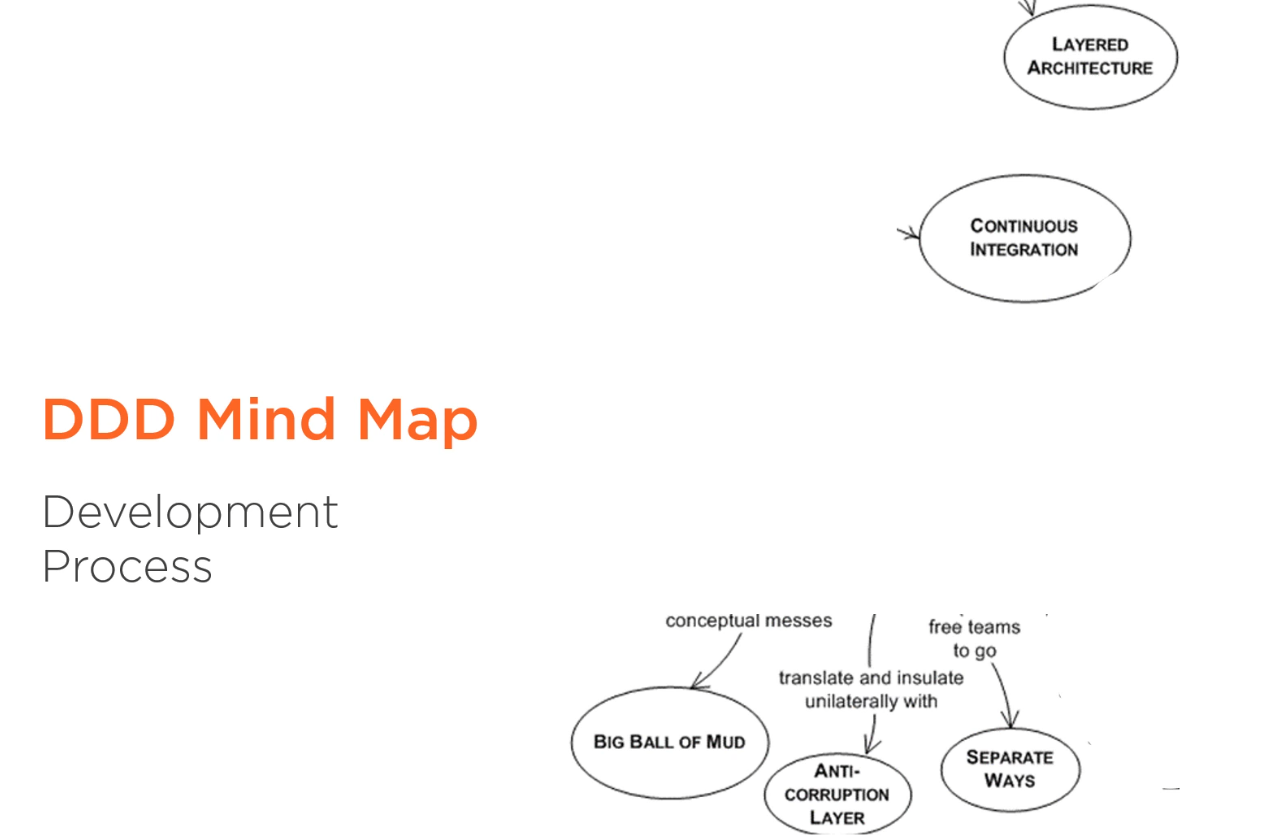 LAYERED
ARCHITECTURE
CONTINUOUS
INTEGRATION
DDD Mind Map
Development
Process
conceptual messes
free teams
to go
translate and insulate
unilaterally with
BIG BALL OF MUD
ANTI-
CORRUPTION
LAYER
SEPARATE
WAYS